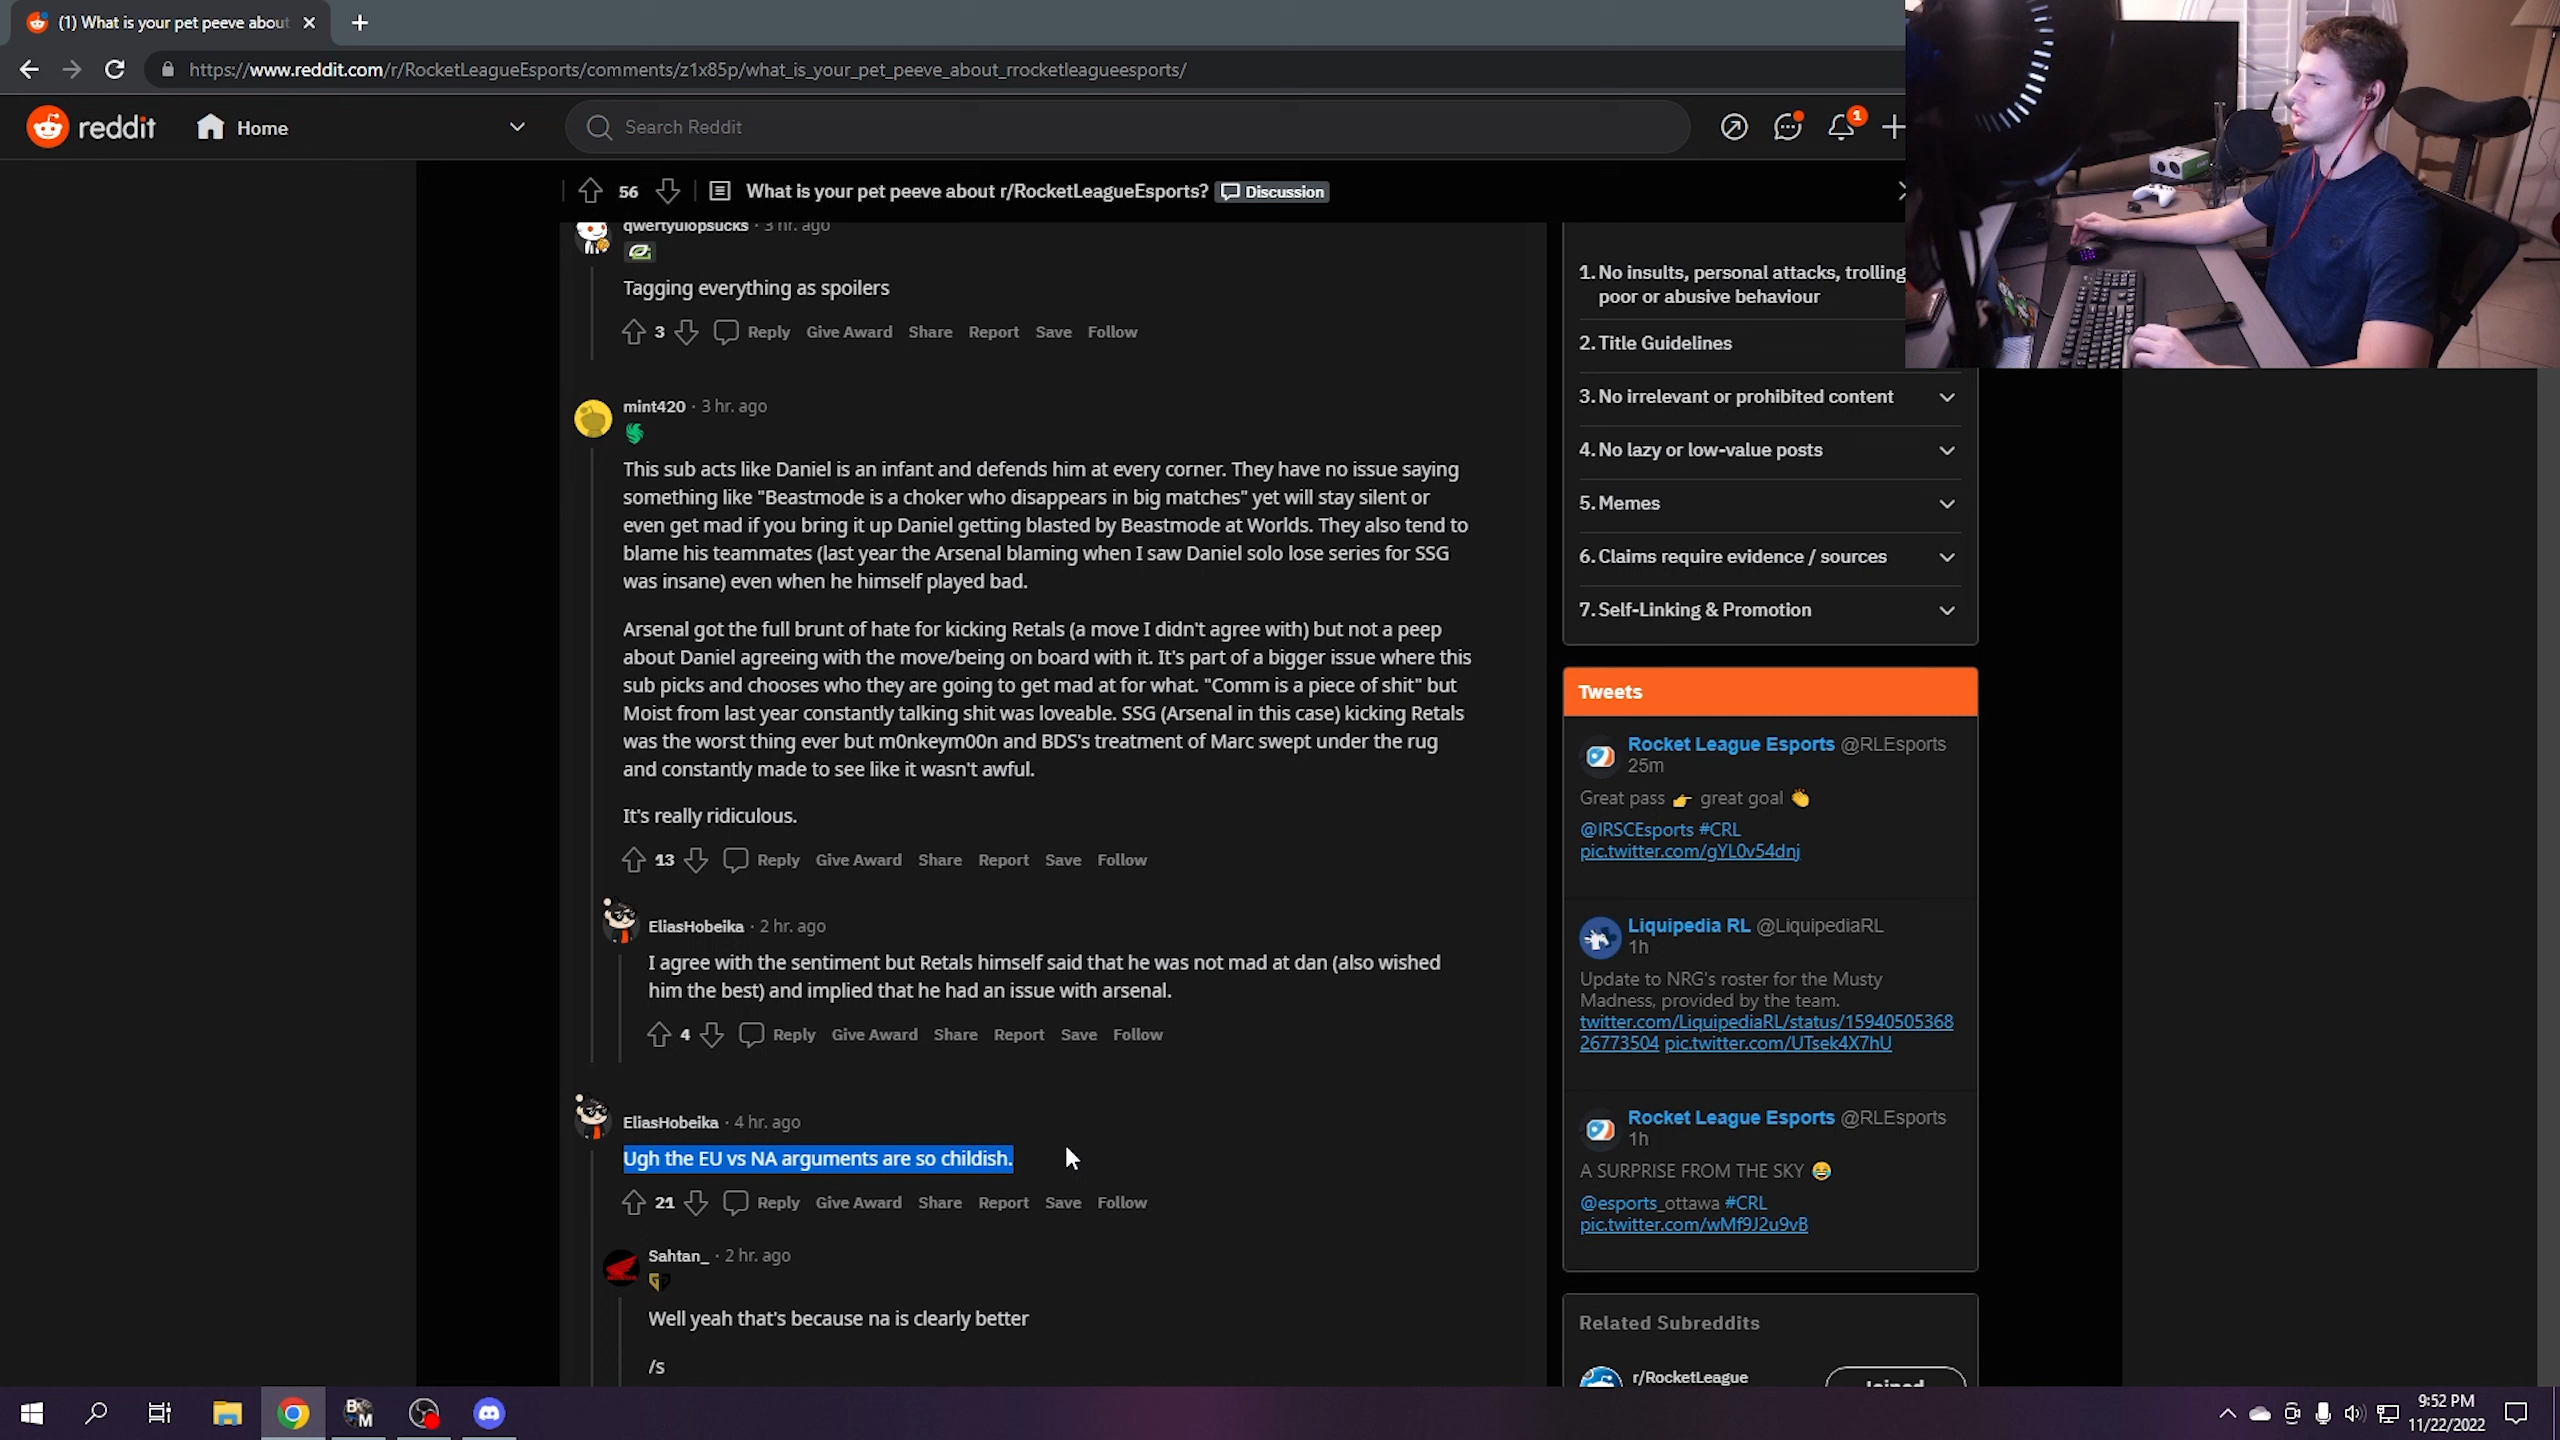 (1) What is your pet peeve about
https://www.reddit.com/r/RocketLeagueEsports/comments/z1x85p/what_is_your_pet_peeve_about_rrocketleagueesports/
reddit
Home
Search Reddit
1
56
What is your pet peeve about r/RocketLeagueEsports?
Discussion
qwertyuiopsucks · 3 hr. ago
Tagging everything as spoilers
3 Reply Give Award Share Report Save Follow
mint420 · 3 hr. ago
This sub acts like Daniel is an infant and defends him at every corner. They have no issue saying
something like "Beastmode is a choker who disappears in big matches" yet will stay silent or
even get mad if you bring it up Daniel getting blasted by Beastmode at Worlds. They also tend to
blame his teammates (last year the Arsenal blaming when I saw Daniel solo lose series for SSG
was insane) even when he himself played bad.
Arsenal got the full brunt of hate for kicking Retals (a move I didn't agree with) but not a peep
about Daniel agreeing with the move/being on board with it. It's part of a bigger issue where this
sub picks and chooses who they are going to get mad at for what. "Comm is a piece of shit" but
Moist from last year constantly talking shit was loveable. SSG (Arsenal in this case) kicking Retals
was the worst thing ever but m0nkeym00n and BDS's treatment of Marc swept under the rug
and constantly made to see like it wasn't awful.
It's really ridiculous.
13 Reply Give Award Share Report Save Follow
EliasHobeika · 2 hr. ago
I agree with the sentiment but Retals himself said that he was not mad at dan (also wished
him the best) and implied that he had an issue with arsenal.
4 Reply Give Award Share Report Save Follow
EliasHobeika · 4 hr. ago
Ugh the EU vs NA arguments are so childish.
21 Reply Give Award Share Report Save Follow
Sahtan_ · 2 hr. ago
Well yeah that's because na is clearly better
/s
1. No insults, personal attacks, trolling
poor or abusive behaviour
2. Title Guidelines
3. No irrelevant or prohibited content
4. No lazy or low-value posts
5. Memes
6. Claims require evidence / sources
7. Self-Linking & Promotion
Tweets
Rocket League Esports @RLEsports
25m
Great pass 👉 great goal 👏
@IRSCEsports #CRL
pic.twitter.com/gYL0v54dnj
Liquipedia RL @LiquipediaRL
1h
Update to NRG's roster for the Musty
Madness, provided by the team.
twitter.com/LiquipediaRL/status/15940505368
26773504 pic.twitter.com/UTsek4X7hU
Rocket League Esports @RLEsports
1h
A SURPRISE FROM THE SKY 😂
@esports_ottawa #CRL
pic.twitter.com/wMf9J2u9vB
Related Subreddits
r/RocketLeague
Joined
9:52 PM
11/22/2022